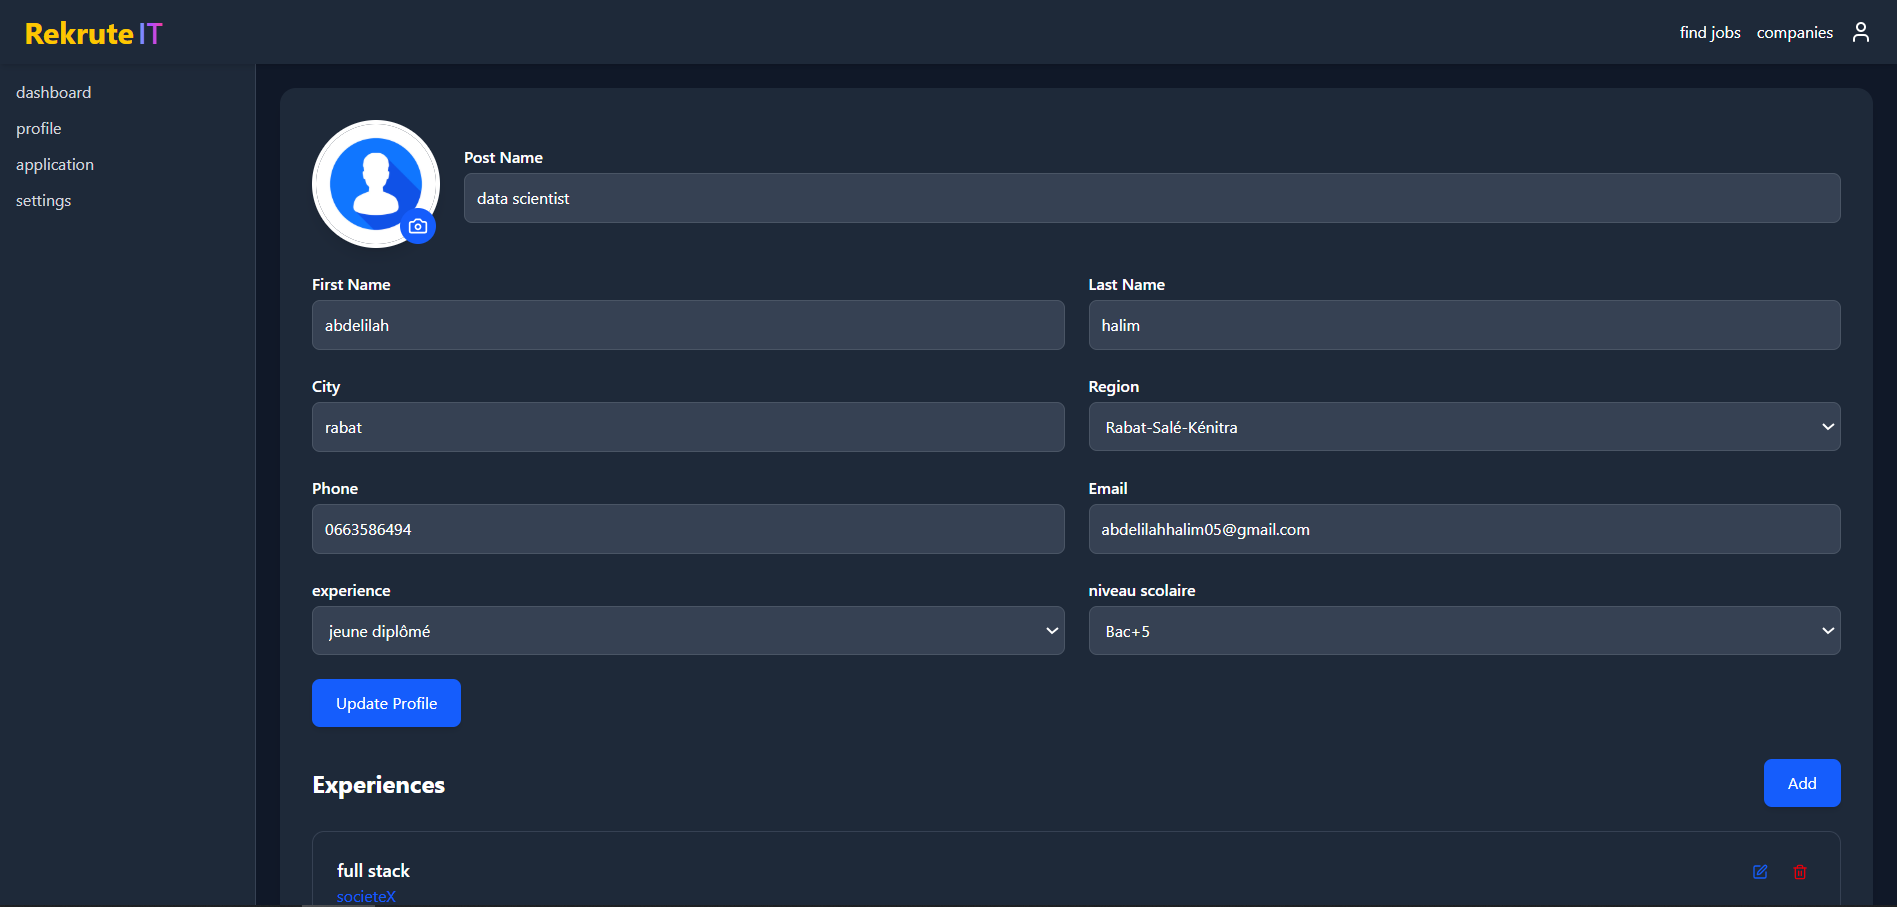 Rekrute IT
find jobs companies
dashboard
profile
application
settings
Post Name
data scientist
First Name
Last Name
abdelilah
halim
City
Region
rabat
Rabat-Salé-Kénitra
Phone
Email
0663586494
abdelilahhalim05@gmail.com
experience
niveau scolaire
jeune diplômé
Bac+5
Update Profile
Experiences
Add
full stack
societeX